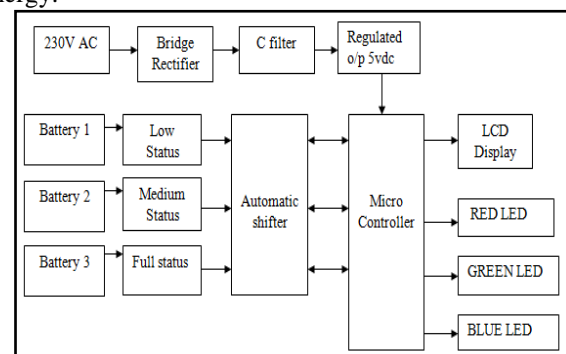 nergy.
230V AC
Bridge
Rectifier
C filter
Regulated
o/p 5vdc
Battery 1
Low
Status
Battery 2
Medium
Status
Battery 3
Full status
Automatic
shifter
Micro
Controller
LCD
Display
RED LED
GREEN LED
BLUE LED